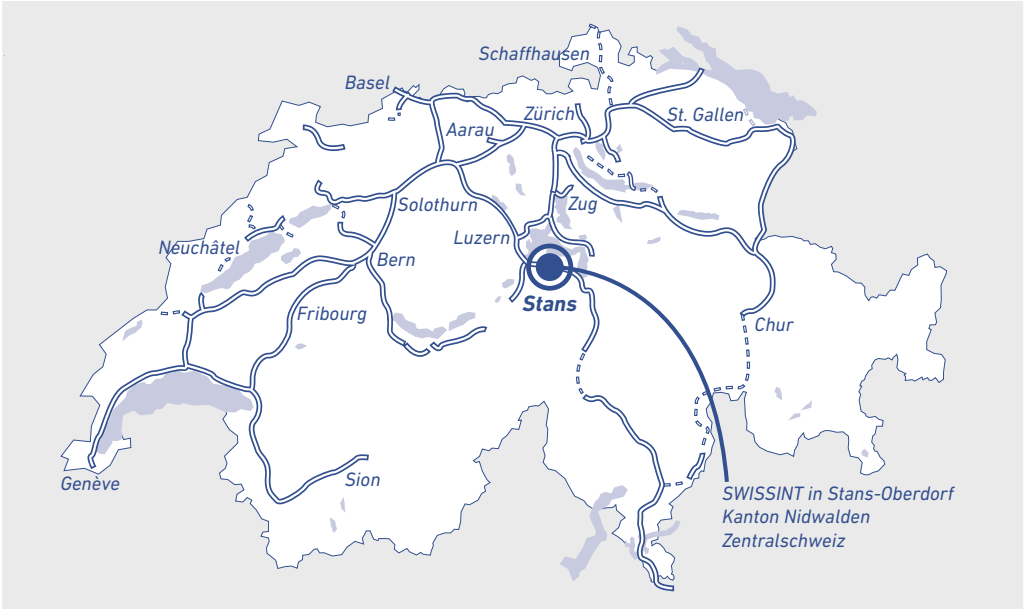 Schaffhausen
Basel
Zürich
St. Gallen
Aarau
Solothurn
Zug
Luzern
Neuchâtel
Bern
Stans
Fribourg
Chur
Sion
Genève
SWISSINT in Stans-Oberdorf
Kanton Nidwalden
Zentralschweiz